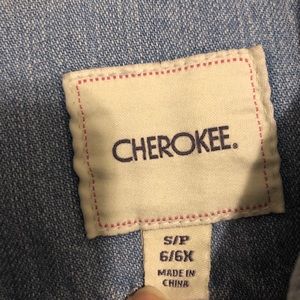 CHEROKEE.
S/P
6/6X
MADE IN
CHINA